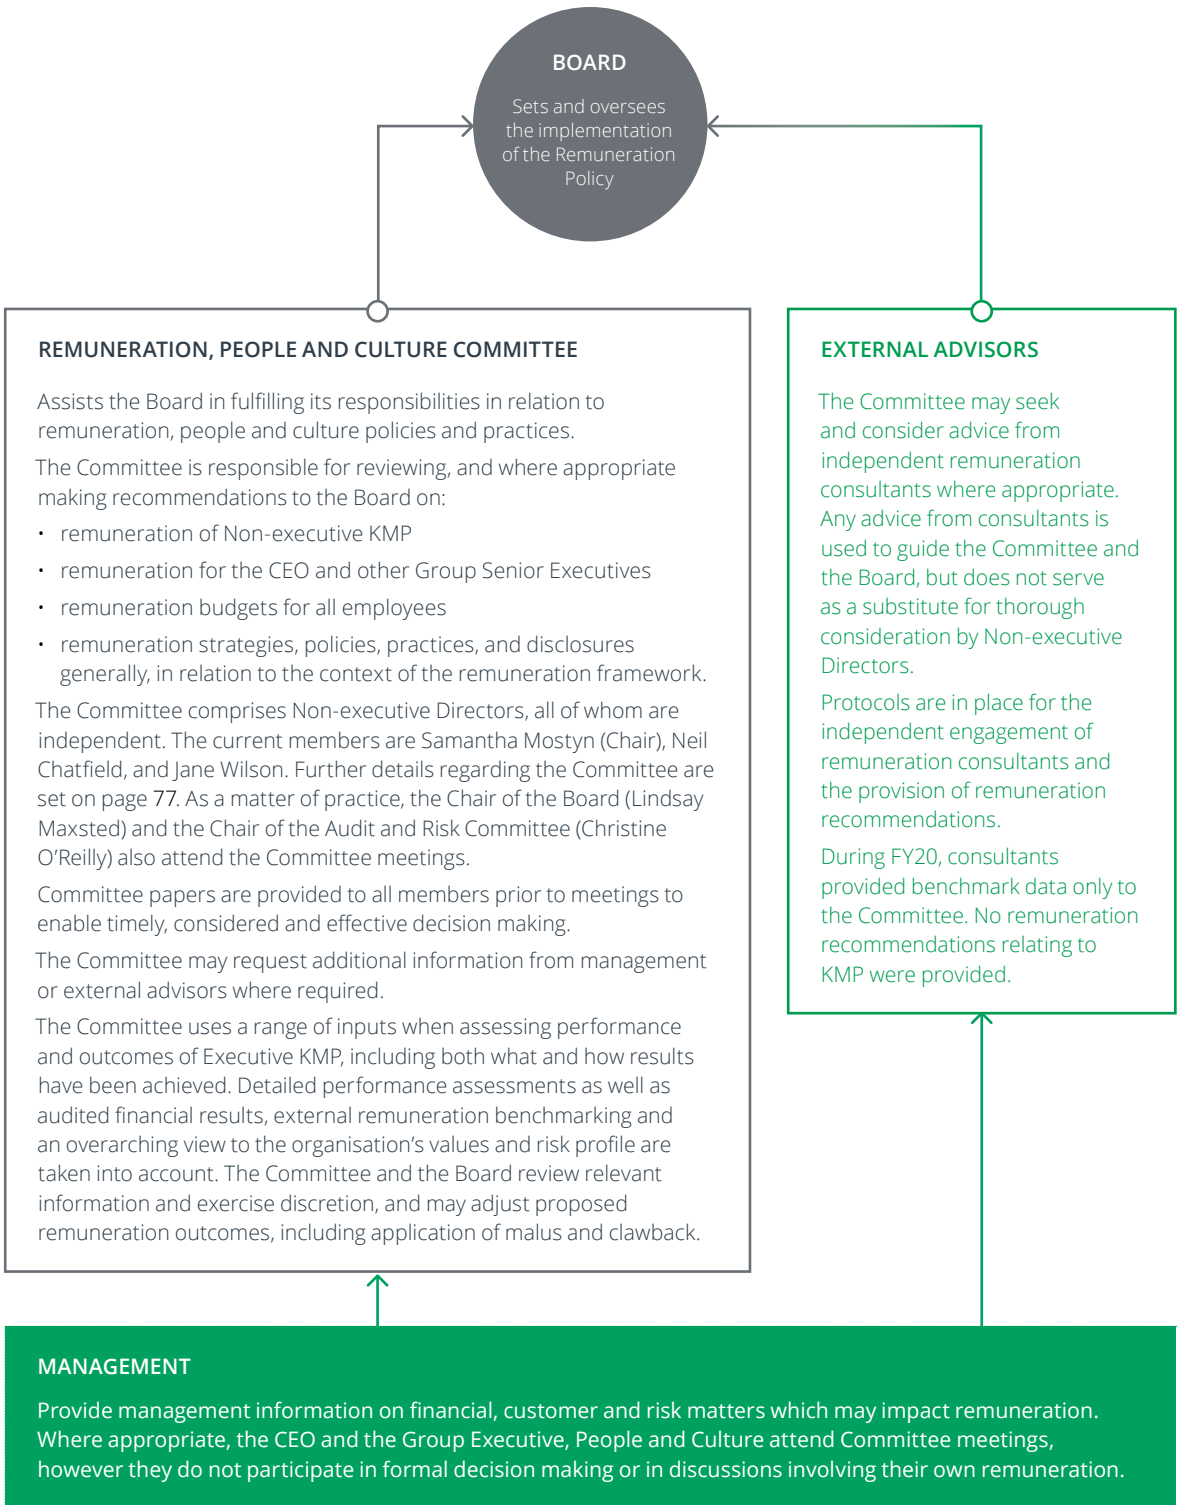 BOARD
Sets and oversees
the implementation
of the Remuneration
Policy
REMUNERATION, PEOPLE AND CULTURE COMMITTEE
Assists the Board in fulfilling its responsibilities in relation to
remuneration, people and culture policies and practices.
The Committee is responsible for reviewing, and where appropriate
making recommendations to the Board on:
• remuneration of Non-executive KMP
• remuneration for the CEO and other Group Senior Executives
• remuneration budgets for all employees
• remuneration strategies, policies, practices, and disclosures
generally, in relation to the context of the remuneration framework.
The Committee comprises Non-executive Directors, all of whom are
independent. The current members are Samantha Mostyn (Chair), Neil
Chatfield, and Jane Wilson. Further details regarding the Committee are
set on page 77. As a matter of practice, the Chair of the Board (Lindsay
Maxsted) and the Chair of the Audit and Risk Committee (Christine
O'Reilly) also attend the Committee meetings.
Committee papers are provided to all members prior to meetings to
enable timely, considered and effective decision making.
The Committee may request additional information from management
or external advisors where required.
The Committee uses a range of inputs when assessing performance
and outcomes of Executive KMP, including both what and how results
have been achieved. Detailed performance assessments as well as
audited financial results, external remuneration benchmarking and
an overarching view to the organisation's values and risk profile are
taken into account. The Committee and the Board review relevant
information and exercise discretion, and may adjust proposed
remuneration outcomes, including application of malus and clawback.
EXTERNAL ADVISORS
The Committee may seek
and consider advice from
independent remuneration
consultants where appropriate.
Any advice from consultants is
used to guide the Committee and
the Board, but does not serve
as a substitute for thorough
consideration by Non-executive
Directors.
Protocols are in place for the
independent engagement of
remuneration consultants and
the provision of remuneration
recommendations.
During FY20, consultants
provided benchmark data only to
the Committee. No remuneration
recommendations relating to
KMP were provided.
MANAGEMENT
Provide management information on financial, customer and risk matters which may impact remuneration.
Where appropriate, the CEO and the Group Executive, People and Culture attend Committee meetings,
however they do not participate in formal decision making or in discussions involving their own remuneration.